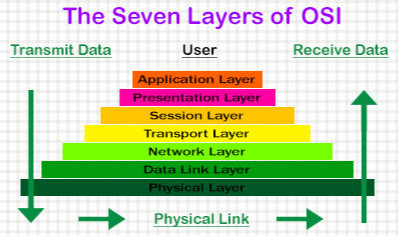 The Seven Layers of OSI
Transmit Data User Receive Data
Application Layer
Presentation Layer
Session Layer
Transport Layer
Network Layer
Data Link Layer
Physical Layer
Physical Link